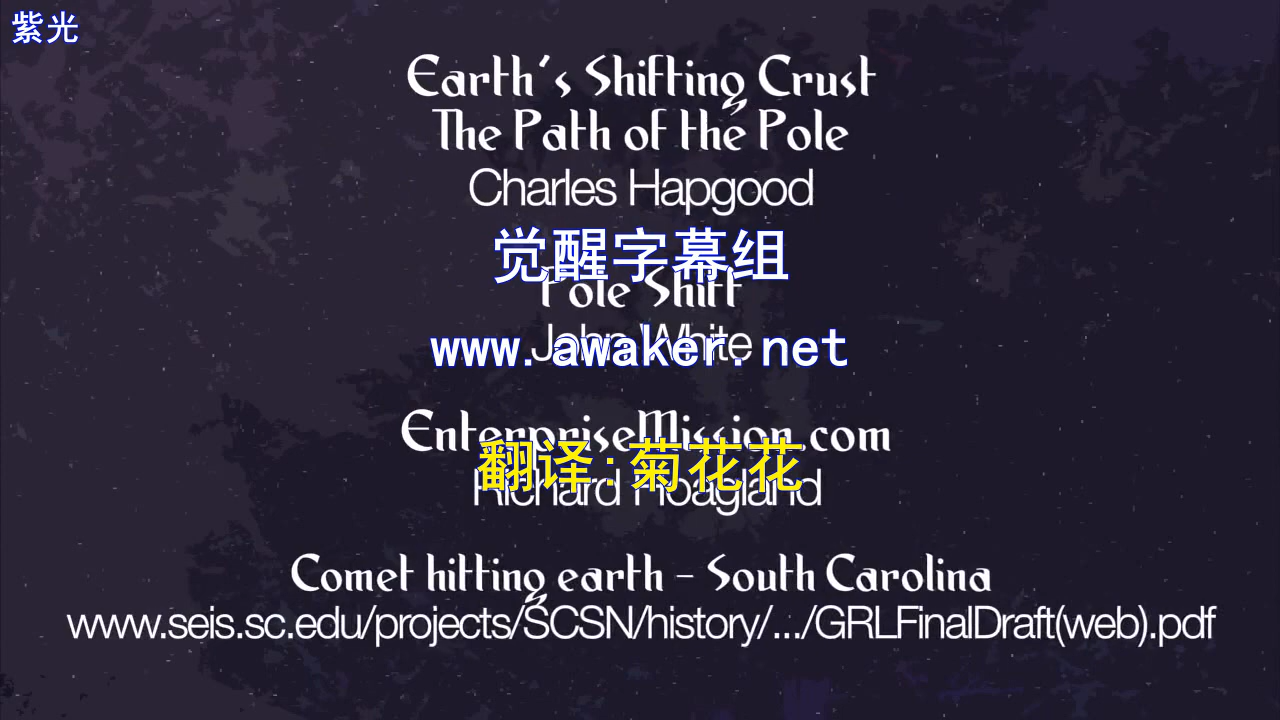 紫光
Earth's Shifting Crust
The Path of the Pole
Charles Hapgood
觉醒字幕组
Pole Shift
John White
www.awaker.net
EnterpriseMission.com
翻译:菊花花
Richard Hoagland
Comet hitting earth - South Carolina
www.seis.sc.edu/projects/SCSN/history/.../GRLFinalDraft(web).pdf